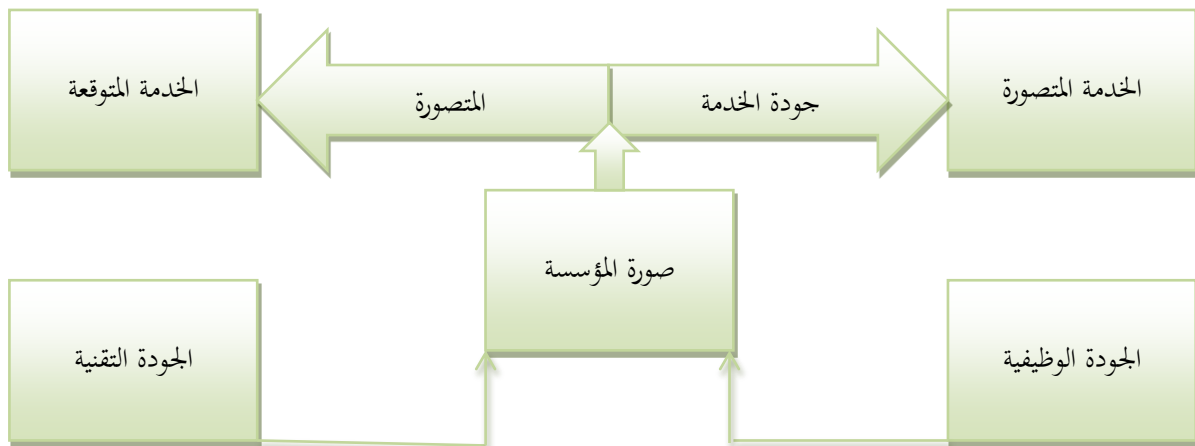 الخدمة المتصورة
جودة الخدمة
المتصورة
الخدمة المتوقعة
صورة المؤسسة
الجودة الوظيفية
الجودة التقنية